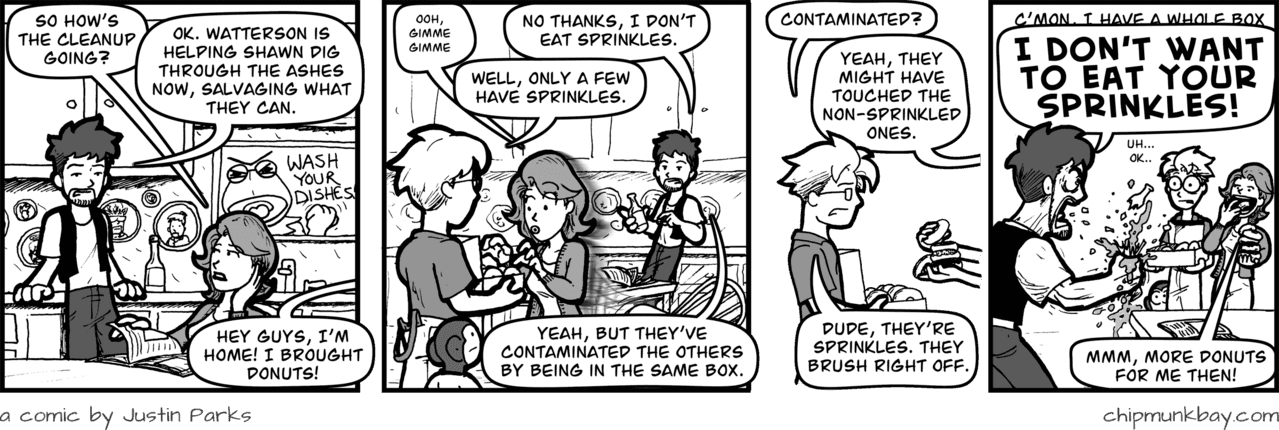 SO HOW'S
THE CLEANUP
GOING?
OK. WATTERSON IS
HELPING SHAWN DIG
THROUGH THE ASHES
NOW, SALVAGING WHAT
THEY CAN.
WASH
YOUR
DISHES!
HEY GUYS, I'M
HOME! I BROUGHT
DONUTS!
OOH,
GIMME
GIMME
NO THANKS, I DON'T
EAT SPRINKLES.
WELL, ONLY A FEW
HAVE SPRINKLES.
YEAH, BUT THEY'VE
CONTAMINATED THE OTHERS
BY BEING IN THE SAME BOX.
CONTAMINATED?
YEAH, THEY
MIGHT HAVE
TOUCHED THE
NON-SPRINKLED
ONES.
DUDE, THEY'RE
SPRINKLES. THEY
BRUSH RIGHT OFF.
C'MON, I HAVE A WHOLE BOX
I DON'T WANT
TO EAT YOUR
SPRINKLES!
UH...
OK..
MMM, MORE DONUTS
FOR ME THEN!
a comic by Justin Parks
chipmunkbay.com